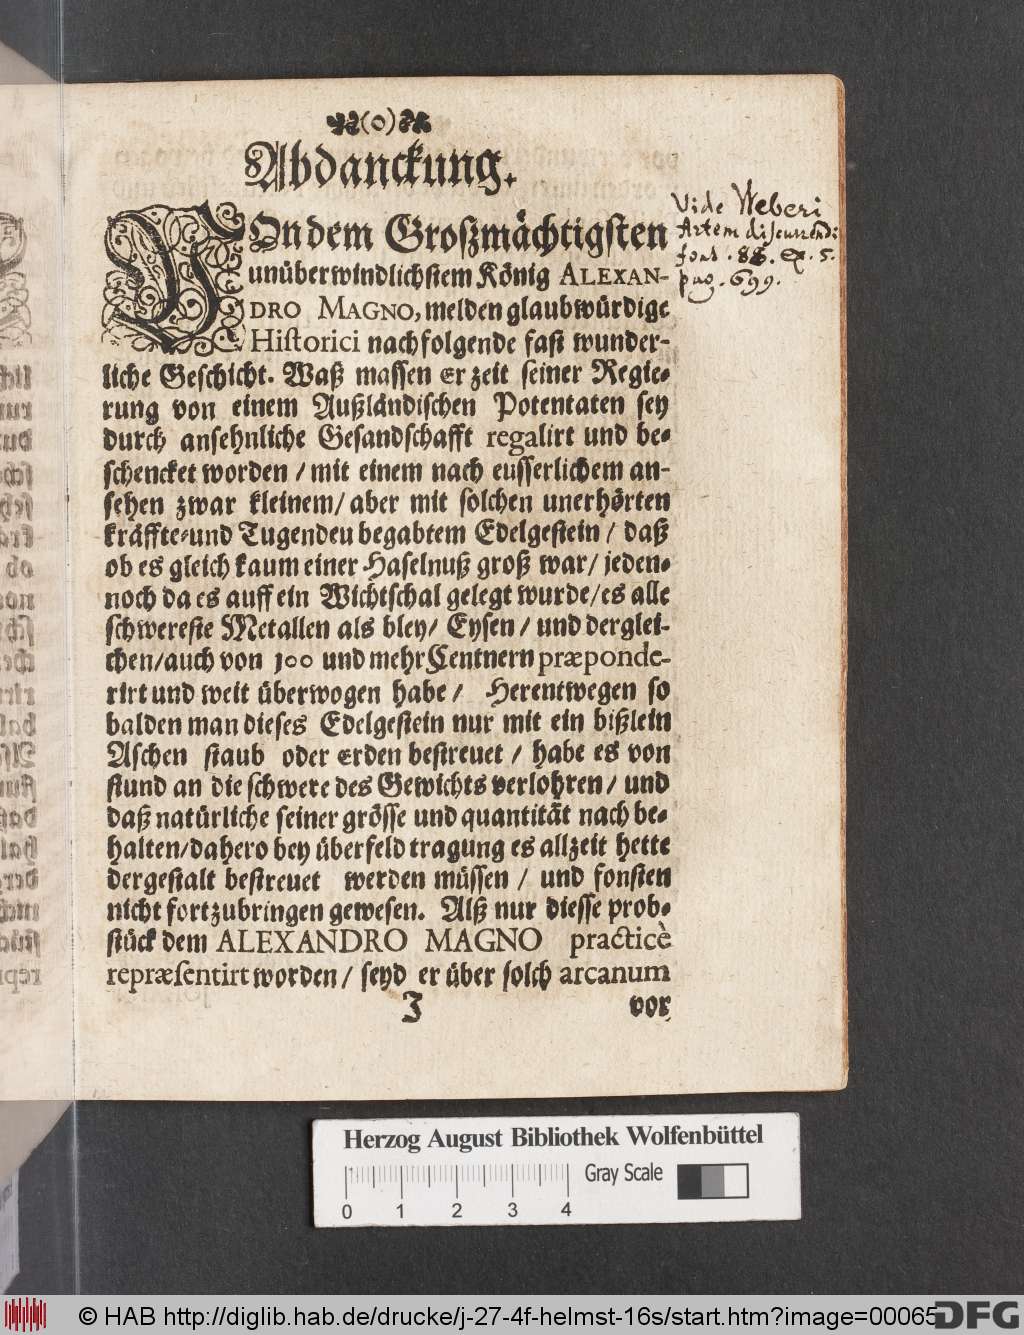 (o)
Abdanckung.
VOn dem Großmächtigsten
unüberwindlichstem König ALEXAN-
DRO MAGNO, melden glaubwürdige
Historici nachfolgende fast wunder-
liche Geschicht. Waß massen Er zeit seiner Regie-
rung von einem Außländischen Potentaten sey
durch ansehnliche Gesandschafft regalirt und be-
schencket worden / mit einem nach eusserlichem an-
sehen zwar kleinem / aber mit solchen unerhörten
kräffte-und Tugendeu begabtem Edelgestein / daß
ob es gleich kaum einer Haselnuß groß war / jeden-
noch da es auff ein Wichtschal gelegt wurde / es alle
schwereste Metallen als bley / Eysen / und derglei-
chen / auch von 100 und mehr Centnern præponde-
rirt und weit überwogen habe / Herentwegen so
balden man dieses Edelgestein nur mit ein bißlein
Aschen staub oder erden bestreuet / habe es von
stund an die schwere des Gewichts verlohren / und
daß natürliche seiner grösse und quantität nach be-
halten / dahero bey überfeld tragung es allzeit hette
dergestalt bestreuet werden müssen / und sonsten
nicht fortzubringen gewesen. Alß nur diesse prob-
stück dem ALEXANDRO MAGNO practicè
repræsentirt worden / seyd er über solch arcanum
J vor
Vide Weberi
Artem discurrend:
font. 88. ex. 5.
pag. 699.
Herzog August Bibliothek Wolfenbüttel
Gray Scale
0 1 2 3 4
© HAB http://diglib.hab.de/drucke/j-27-4f-helmst-16s/start.htm?image=00065
DFG